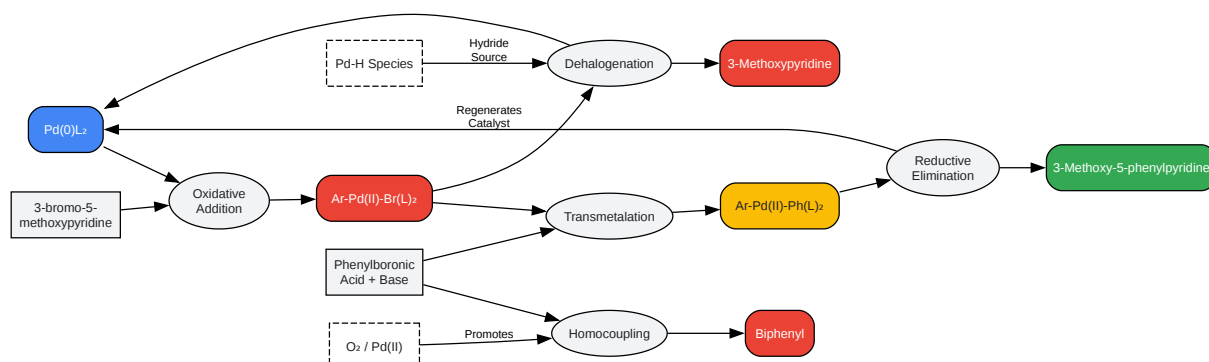 Pd-H Species
Hydride
Source
Dehalogenation
3-Methoxypyridine
Pd(0)L₂
Regenerates
Catalyst
Reductive
Elimination
3-Methoxy-5-phenylpyridine
3-bromo-5-
methoxypyridine
Oxidative
Addition
Ar-Pd(II)-Br(L)₂
Transmetalation
Ar-Pd(II)-Ph(L)₂
Phenylboronic
Acid + Base
O₂ / Pd(II)
Promotes
Homocoupling
Biphenyl